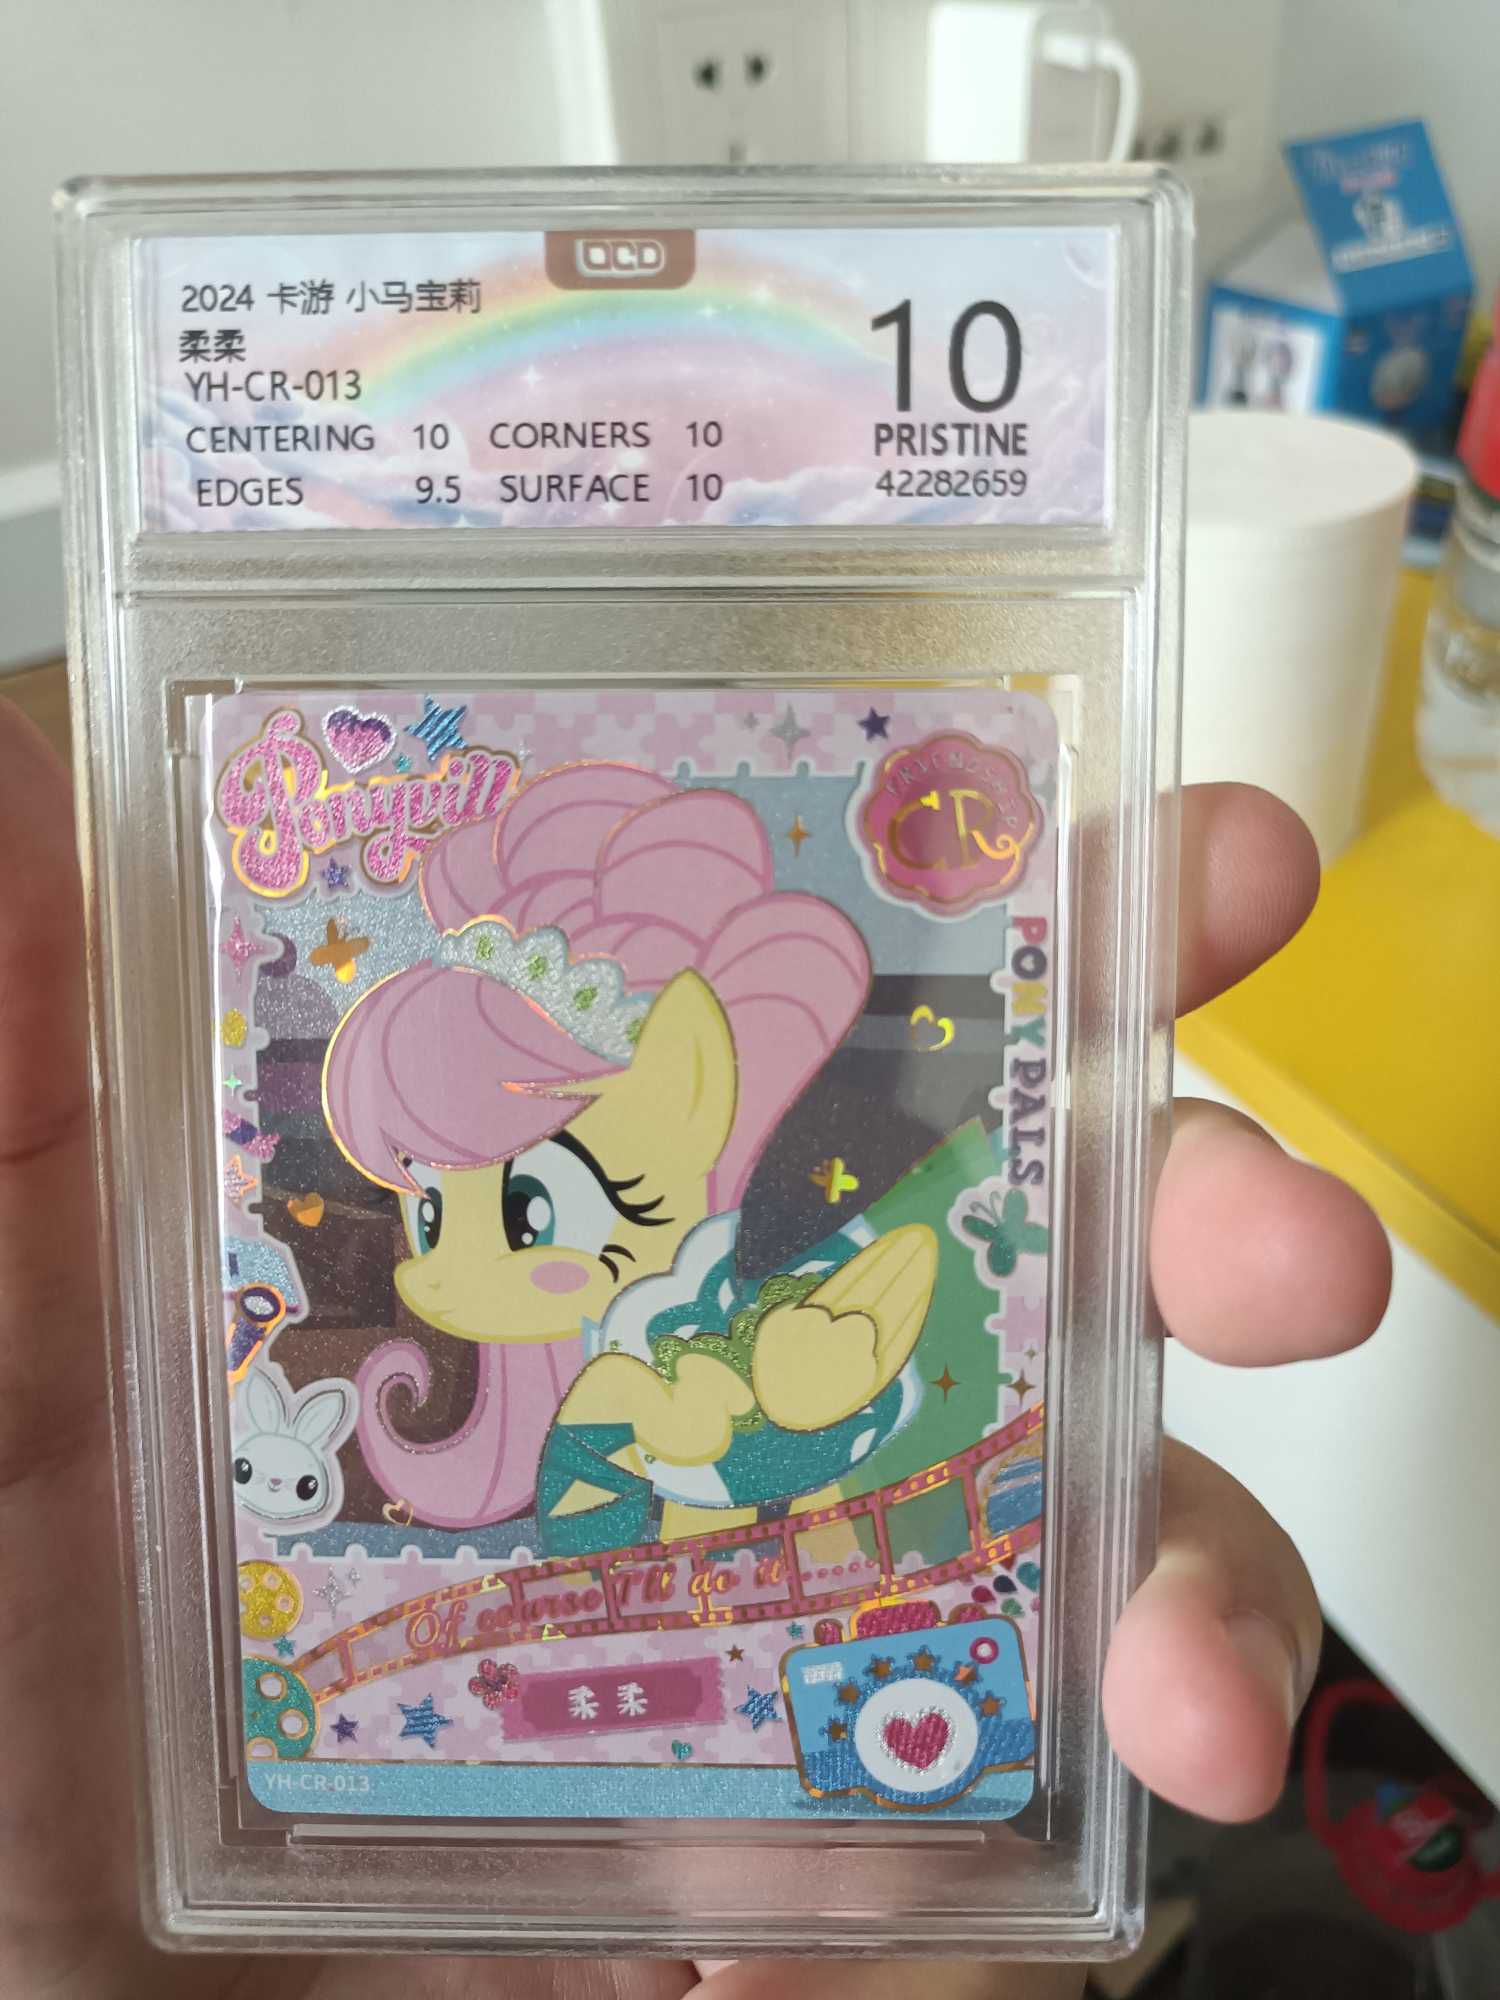 CCD
2024 卡游 小马宝莉
柔柔
YH-CR-013
CENTERING 10 CORNERS 10
EDGES 9.5 SURFACE 10
10
PRISTINE
42282659
Ponyvill
FRIENDSHIP
CR
PONY PALS
Of course I'll do it......
柔柔
YH-CR-013